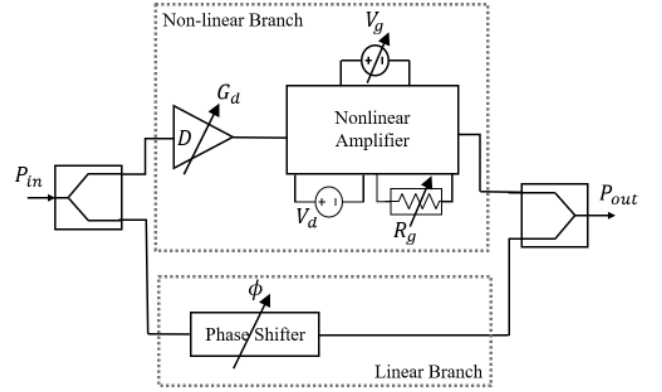 Non-linear Branch
V_g
+ -
G_d
D
Nonlinear
Amplifier
P_in
P_out
+ -
V_d
R_g
ϕ
Phase Shifter
Linear Branch